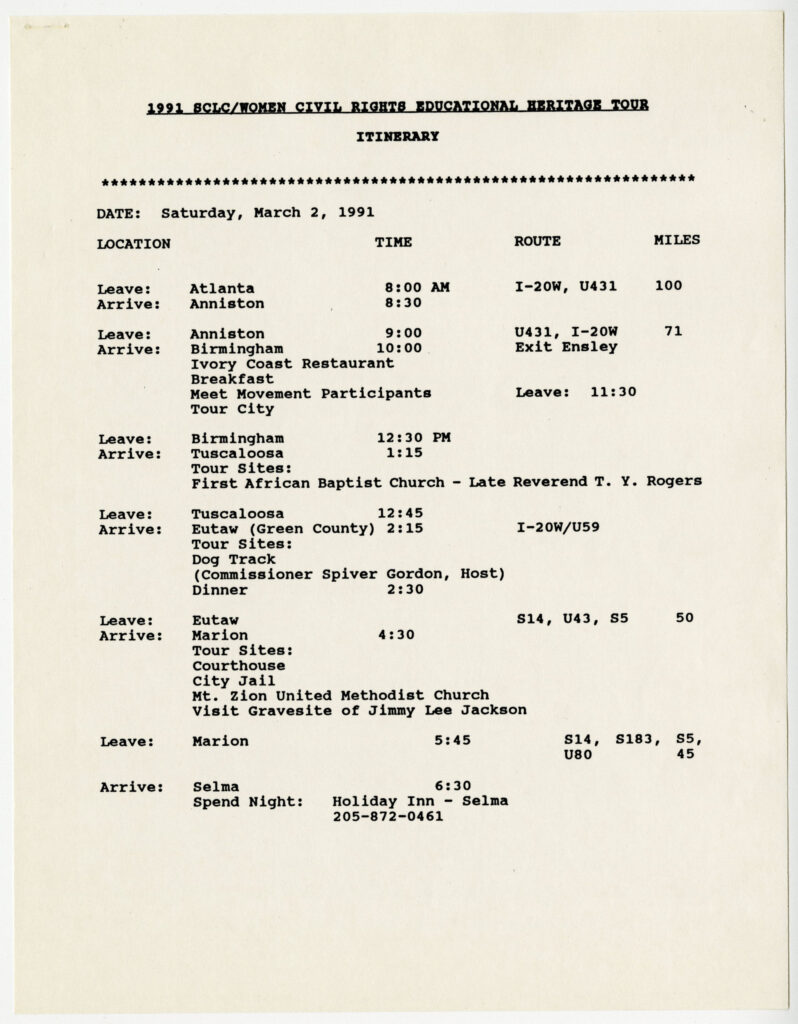 1991 SCLC/WOMEN CIVIL RIGHTS EDUCATIONAL HERITAGE TOUR
ITINERARY
****************************************************************
DATE: Saturday, March 2, 1991
LOCATION TIME ROUTE MILES
Leave: Atlanta 8:00 AM I-20W, U431 100
Arrive: Anniston 8:30
Leave: Anniston 9:00 U431, I-20W 71
Arrive: Birmingham 10:00 Exit Ensley
Ivory Coast Restaurant
Breakfast
Meet Movement Participants Leave: 11:30
Tour City
Leave: Birmingham 12:30 PM
Arrive: Tuscaloosa 1:15
Tour Sites:
First African Baptist Church - Late Reverend T. Y. Rogers
Leave: Tuscaloosa 12:45
Arrive: Eutaw (Green County) 2:15 I-20W/U59
Tour Sites:
Dog Track
(Commissioner Spiver Gordon, Host)
Dinner 2:30
Leave: Eutaw S14, U43, S5 50
Arrive: Marion 4:30
Tour Sites:
Courthouse
City Jail
Mt. Zion United Methodist Church
Visit Gravesite of Jimmy Lee Jackson
Leave: Marion 5:45 S14, S183, S5,
U80 45
Arrive: Selma 6:30
Spend Night: Holiday Inn - Selma
205-872-0461